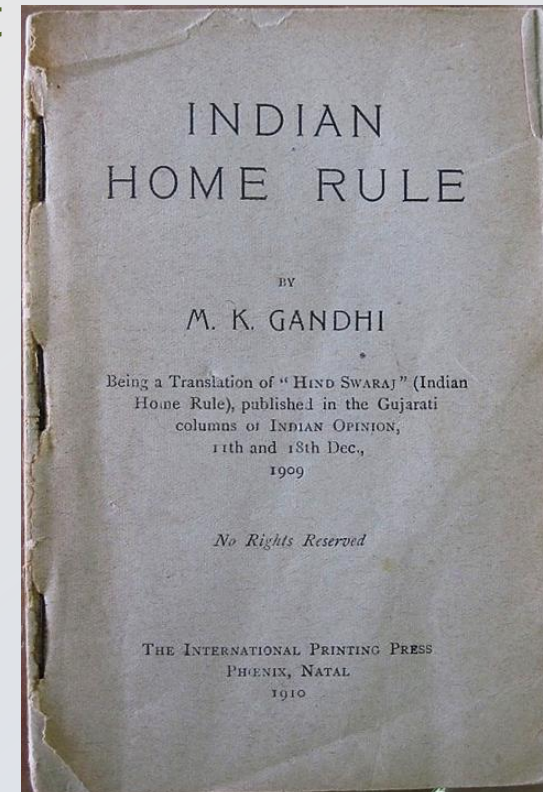 INDIAN
HOME RULE
BY
M. K. GANDHI
Being a Translation of "HIND SWARAJ" (Indian
Home Rule), published in the Gujarati
columns of INDIAN OPINION,
11th and 18th Dec.,
1909
No Rights Reserved
THE INTERNATIONAL PRINTING PRESS
PHŒNIX, NATAL
1910